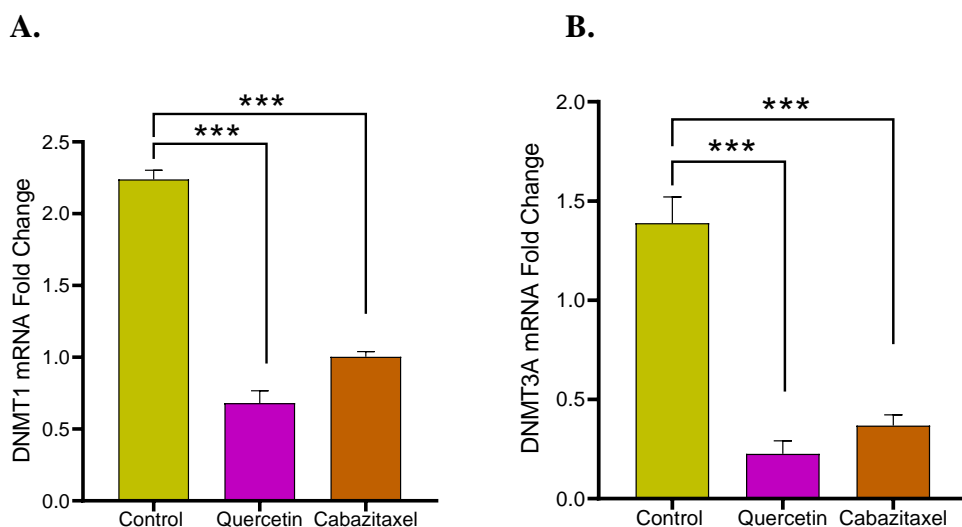 A.
DNMT1 mRNA Fold Change
2.5
2.0
1.5
1.0
0.5
0.0
***
***
Control Quercetin Cabazitaxel
B.
DNMT3A mRNA Fold Change
2.0
1.5
1.0
0.5
0.0
***
***
Control Quercetin Cabazitaxel